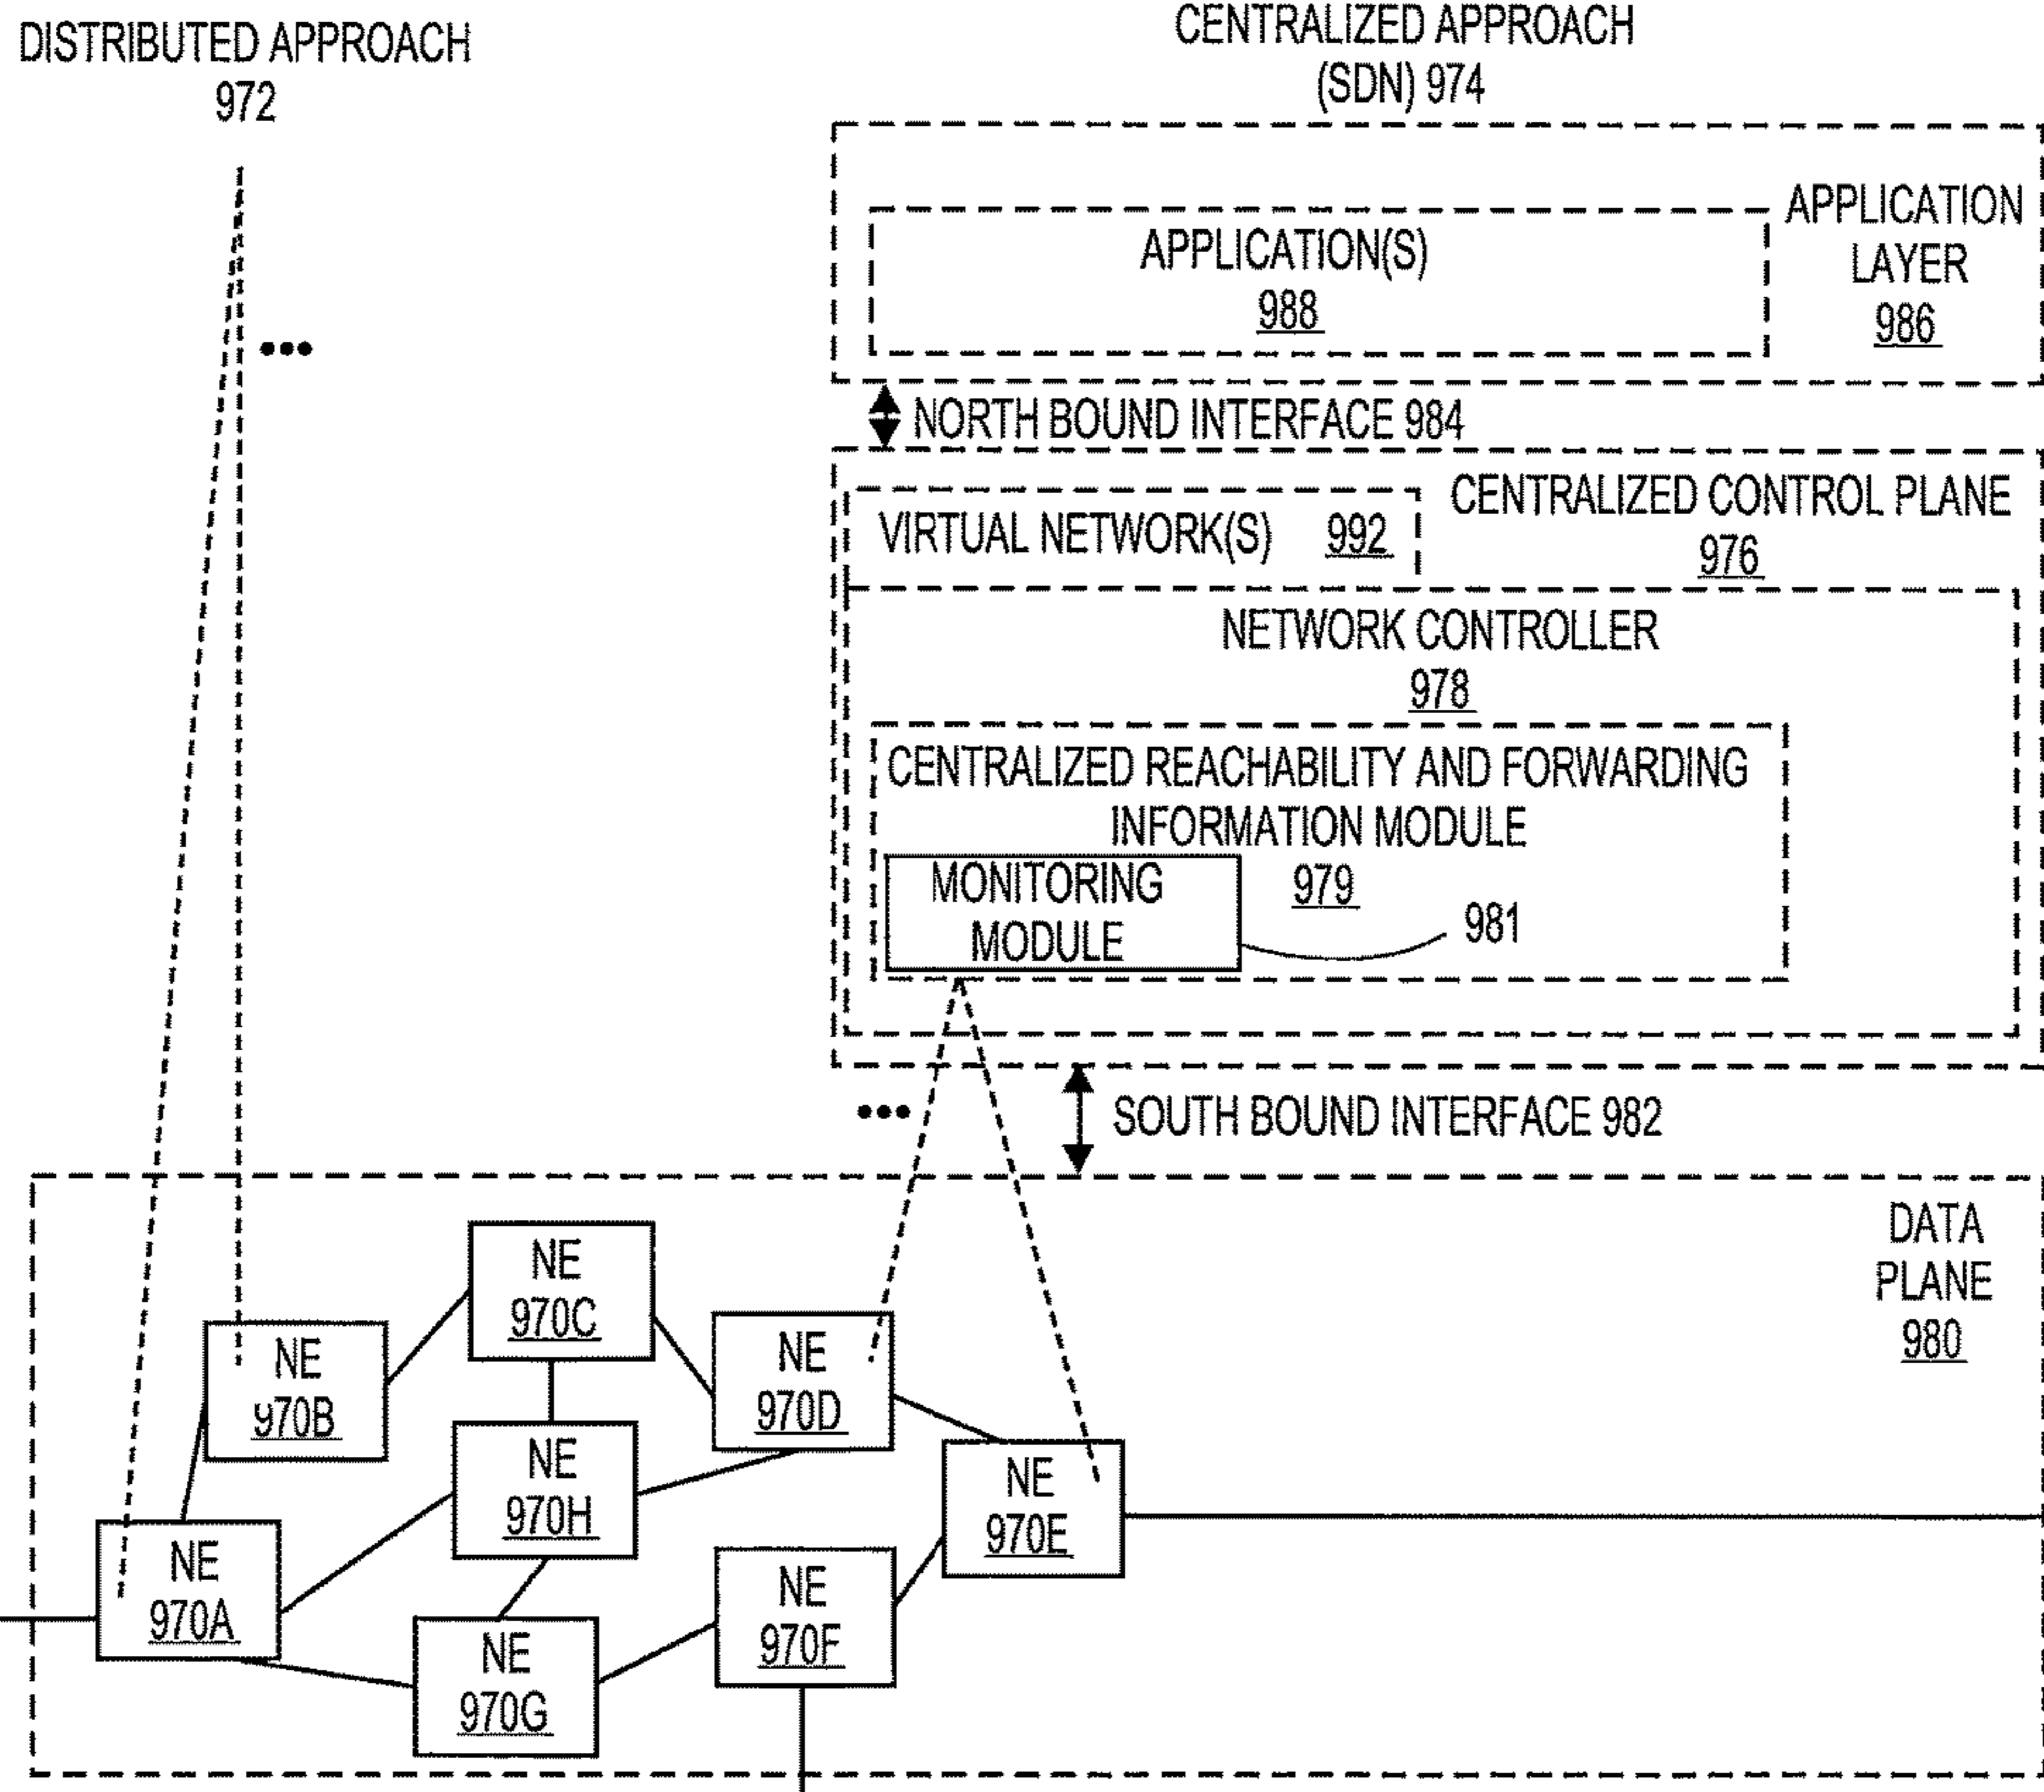 DISTRIBUTED APPROACH
972
CENTRALIZED APPROACH
(SDN) 974
APPLICATION(S)
988
APPLICATION
LAYER
986
NORTH BOUND INTERFACE 984
VIRTUAL NETWORK(S) 992
CENTRALIZED CONTROL PLANE
976
NETWORK CONTROLLER
978
CENTRALIZED REACHABILITY AND FORWARDING
INFORMATION MODULE
979
MONITORING
MODULE
981
SOUTH BOUND INTERFACE 982
DATA
PLANE
980
NE
970C
NE
970B
NE
970D
NE
970H
NE
970E
NE
970A
NE
970F
NE
970G